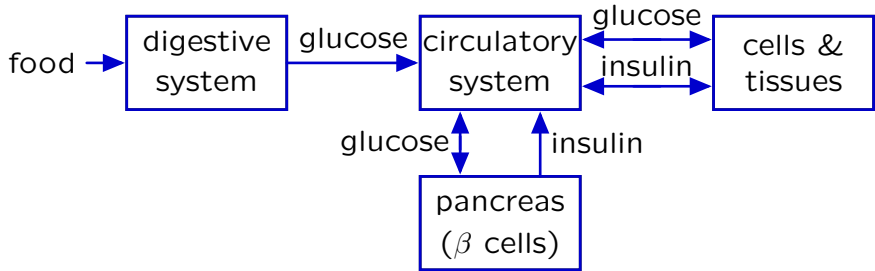 food
digestive
system
glucose
circulatory
system
glucose
insulin
cells &
tissues
glucose
insulin
pancreas
(β cells)